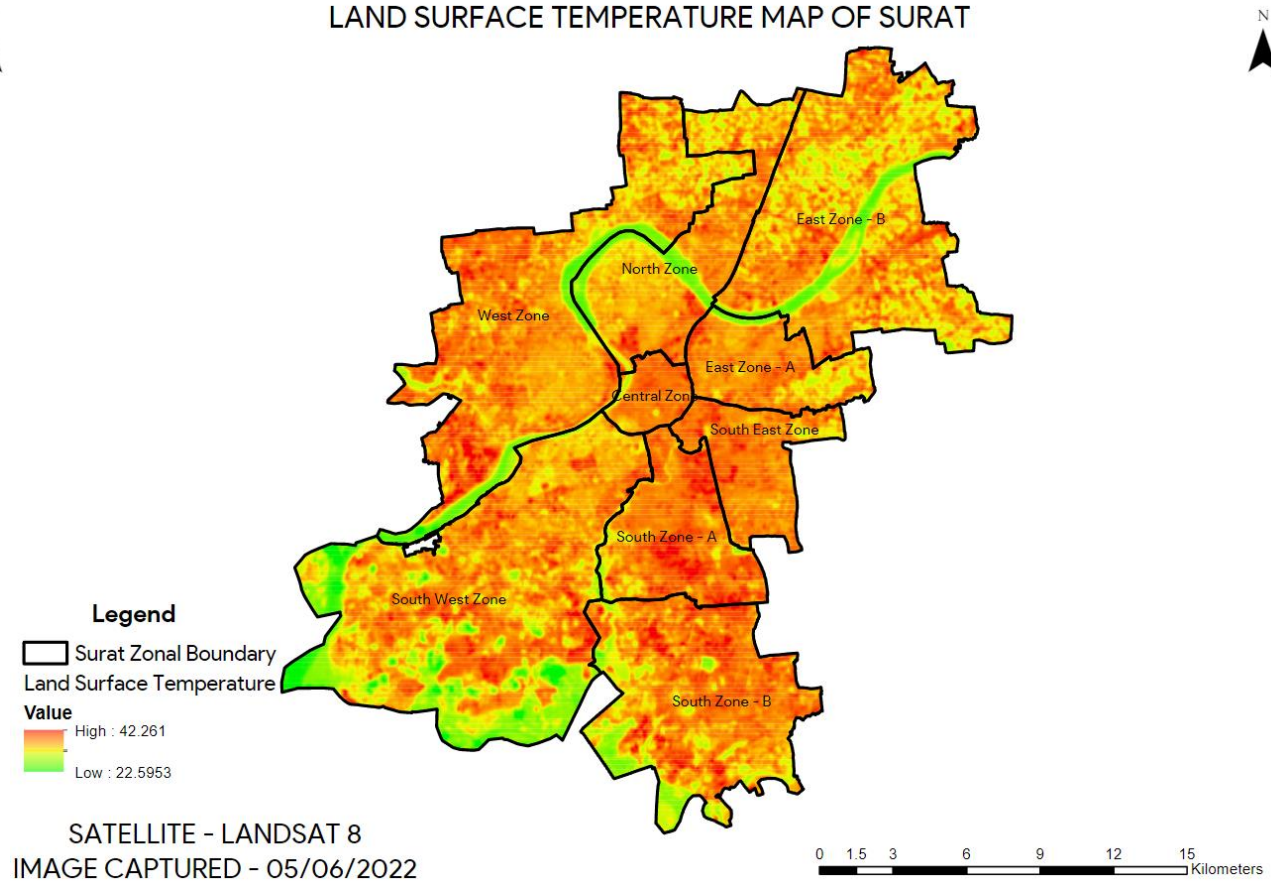 LAND SURFACE TEMPERATURE MAP OF SURAT
N
East Zone - B
North Zone
West Zone
East Zone - A
Central Zone
South East Zone
South Zone - A
South West Zone
South Zone - B
Legend
Surat Zonal Boundary
Land Surface Temperature
Value
High : 42.261
Low : 22.5953
SATELLITE - LANDSAT 8
IMAGE CAPTURED - 05/06/2022
0 1.5 3 6 9 12 15
Kilometers